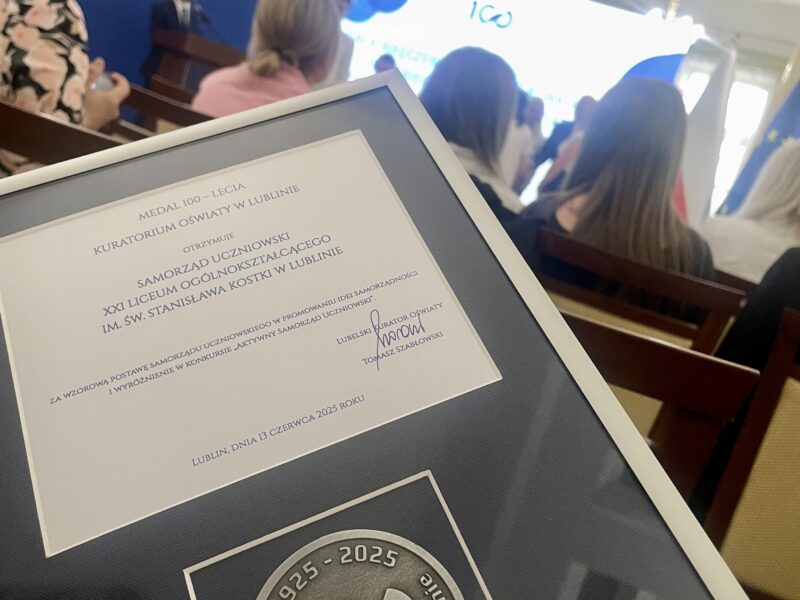 100
MEDAL 100 – LECIA
KURATORIUM OŚWIATY W LUBLINIE
OTRZYMUJE
SAMORZĄD UCZNIOWSKI
XXI LICEUM OGÓLNOKSZTAŁCĄCEGO
IM. ŚW. STANISŁAWA KOSTKI W LUBLINIE
ZA WZOROWĄ POSTAWĘ SAMORZĄDU UCZNIOWSKIEGO W PROMOWANIU IDEI SAMORZĄDNOŚCI
I WYRÓŻNIENIE W KONKURSIE „AKTYWNY SAMORZĄD UCZNIOWSKI".
LUBELSKI KURATOR OŚWIATY
TOMASZ SZABŁOWSKI
LUBLIN, DNIA 13 CZERWCA 2025 ROKU
925 - 2025